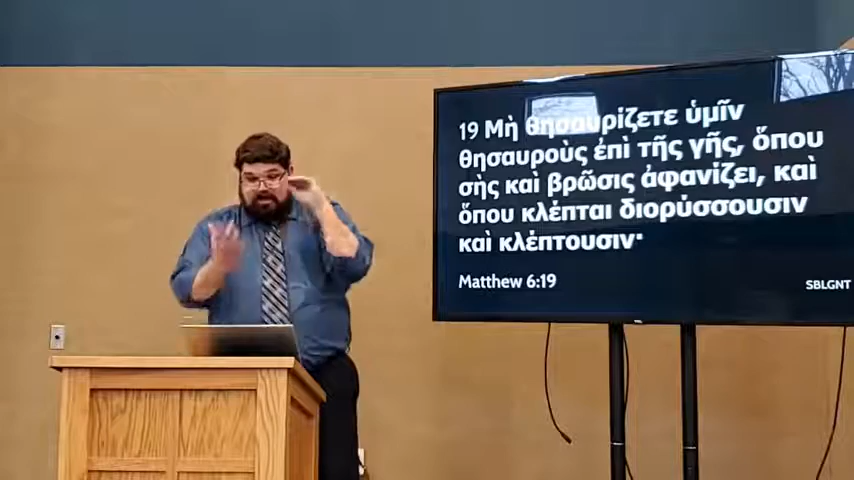 19 Μὴ θησαυρίζετε ὑμῖν
θησαυροὺς ἐπὶ τῆς γῆς, ὅπου
σὴς καὶ βρῶσις ἀφανίζει, καὶ
ὅπου κλέπται διορύσσουσιν
καὶ κλέπτουσιν·
Matthew 6:19
SBLGNT